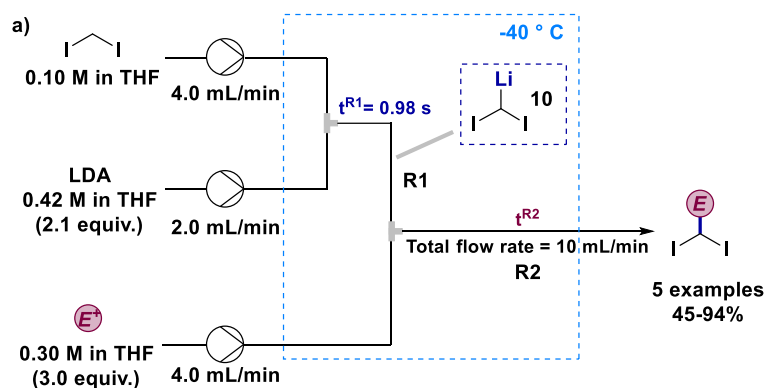 a)
I I
0.10 M in THF
4.0 mL/min
-40 ° C
t^R1= 0.98 s
Li
I I
10
LDA
0.42 M in THF
(2.1 equiv.)
2.0 mL/min
R1
t^R2
Total flow rate = 10 mL/min
R2
E
I I
5 examples
45-94%
E+
0.30 M in THF
(3.0 equiv.)
4.0 mL/min